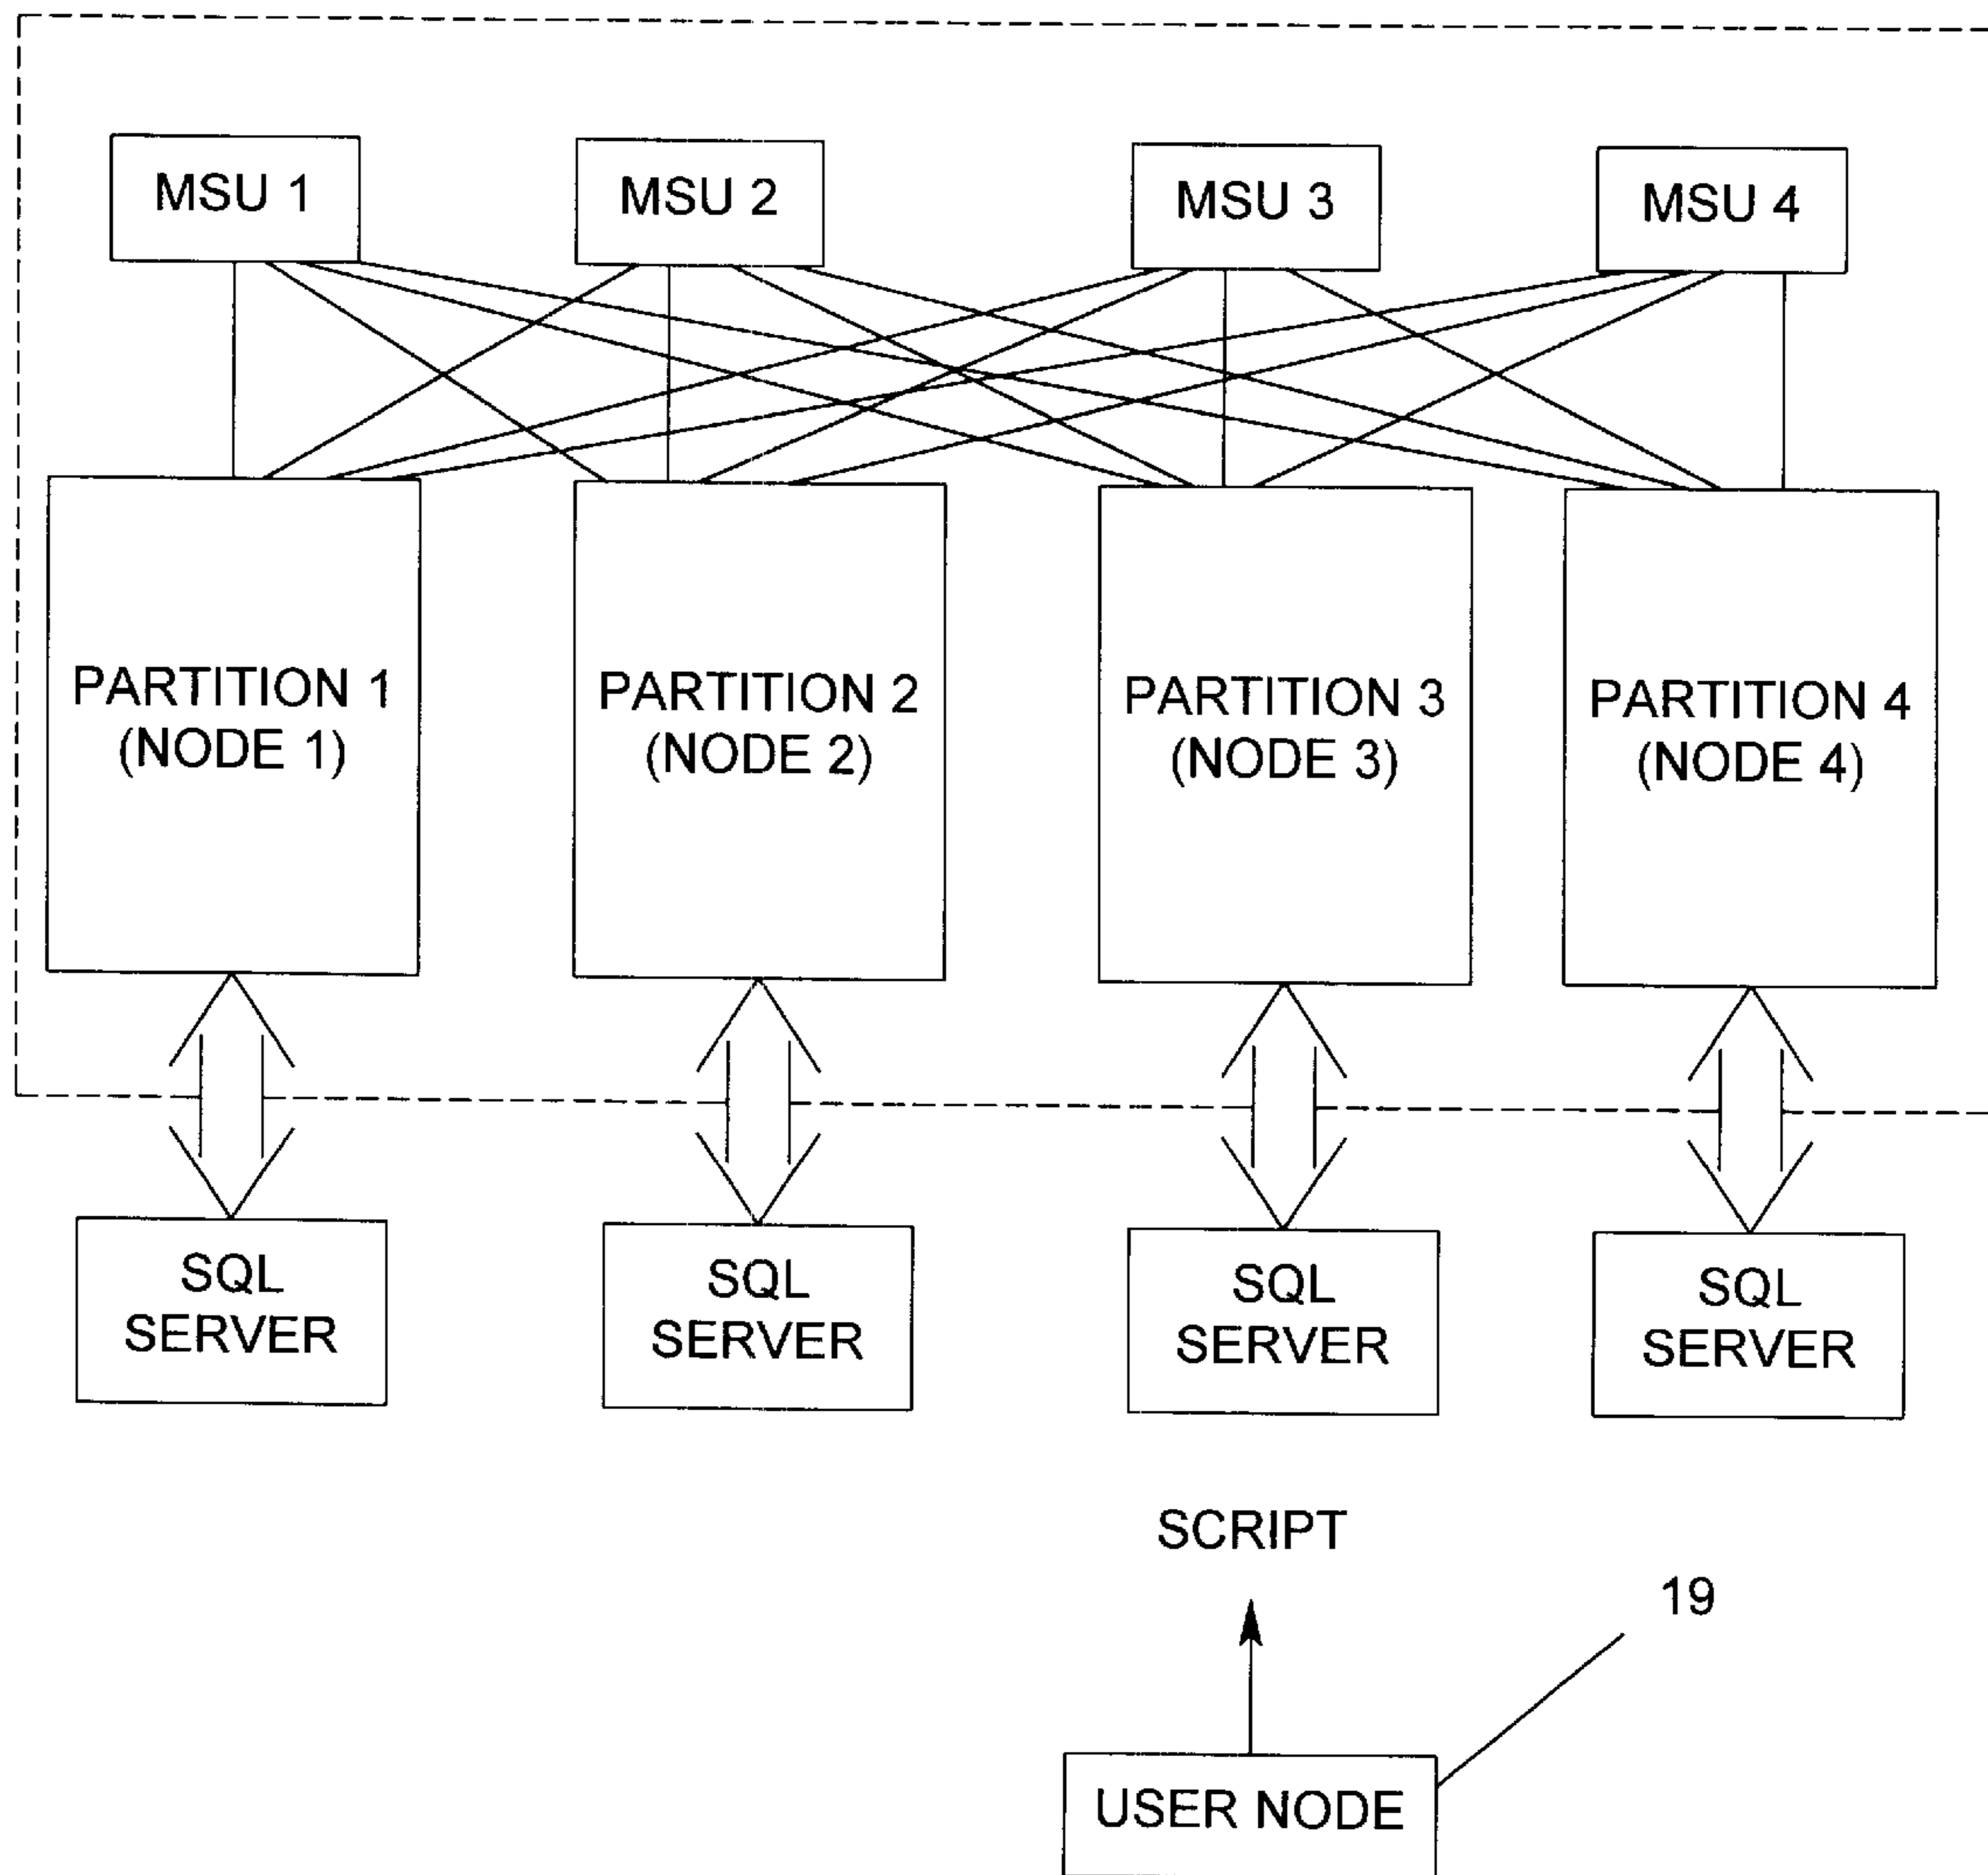 MSU 1
MSU 2
MSU 3
MSU 4
PARTITION 1
(NODE 1)
PARTITION 2
(NODE 2)
PARTITION 3
(NODE 3)
PARTITION 4
(NODE 4)
SQL
SERVER
SQL
SERVER
SQL
SERVER
SQL
SERVER
SCRIPT
19
USER NODE